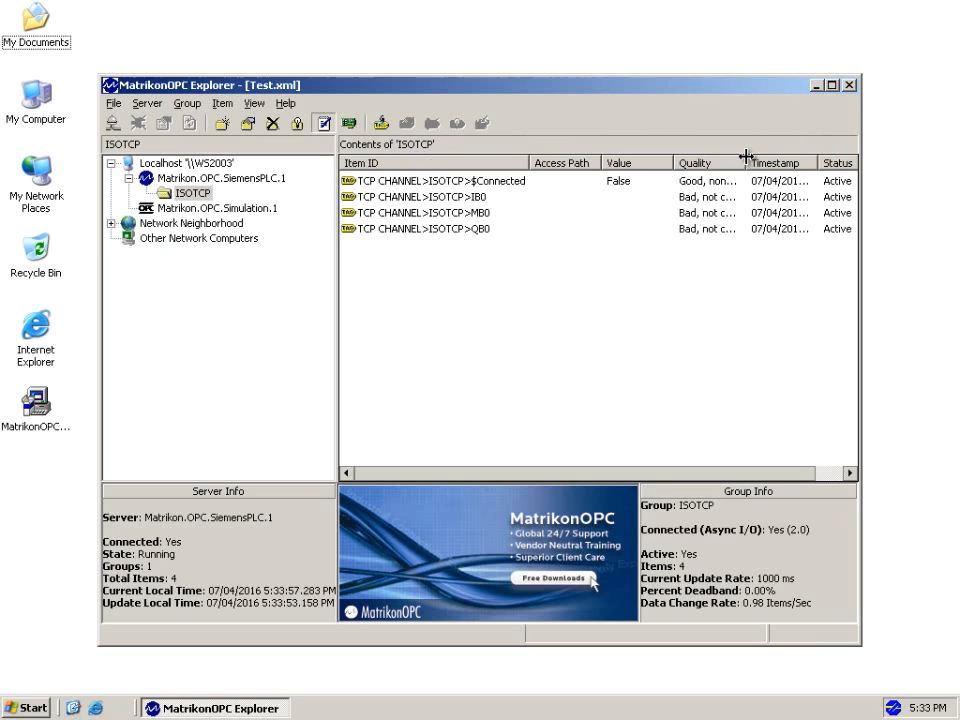 My Documents
My Computer
My Network
Places
Recycle Bin
Internet
Explorer
MatrikonOPC...
MatrikonOPC Explorer - [Test.xml]
File Server Group Item View Help
ISOTCP
Localhost '\\WS2003'
Matrikon.OPC.SiemensPLC.1
ISOTCP
Matrikon.OPC.Simulation.1
Network Neighborhood
Other Network Computers
Contents of 'ISOTCP'
Item ID Access Path Value Quality Timestamp Status
TCP CHANNEL>ISOTCP>$Connected False Good, non... 07/04/201... Active
TCP CHANNEL>ISOTCP>IB0 Bad, not c... 07/04/201... Active
TCP CHANNEL>ISOTCP>MB0 Bad, not c... 07/04/201... Active
TCP CHANNEL>ISOTCP>QB0 Bad, not c... 07/04/201... Active
Server Info
Server: Matrikon.OPC.SiemensPLC.1
Connected: Yes
State: Running
Groups: 1
Total Items: 4
Current Local Time: 07/04/2016 5:33:57.283 PM
Update Local Time: 07/04/2016 5:33:53.158 PM
MatrikonOPC
• Global 24/7 Support
• Vendor Neutral Training
• Superior Client Care
Free Downloads
MatrikonOPC
Group Info
Group: ISOTCP
Connected (Async I/O): Yes (2.0)
Active: Yes
Items: 4
Current Update Rate: 1000 ms
Percent Deadband: 0.00%
Data Change Rate: 0.98 Items/Sec
Start MatrikonOPC Explorer 5:33 PM